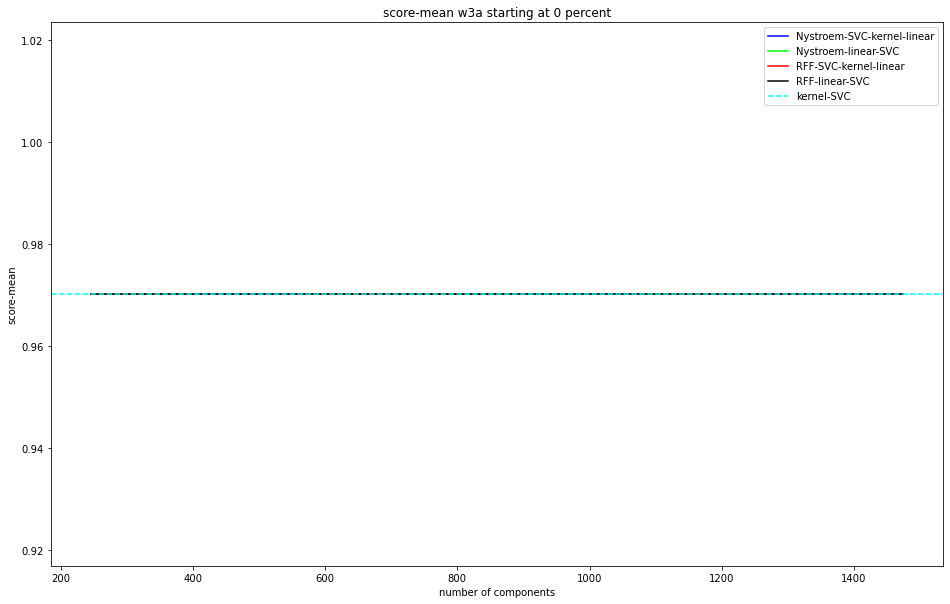 score-mean w3a starting at 0 percent
1.02
1.00
0.98
0.96
0.94
0.92
score-mean
Nystroem-SVC-kernel-linear
Nystroem-linear-SVC
RFF-SVC-kernel-linear
RFF-linear-SVC
kernel-SVC
200 400 600 800 1000 1200 1400
number of components